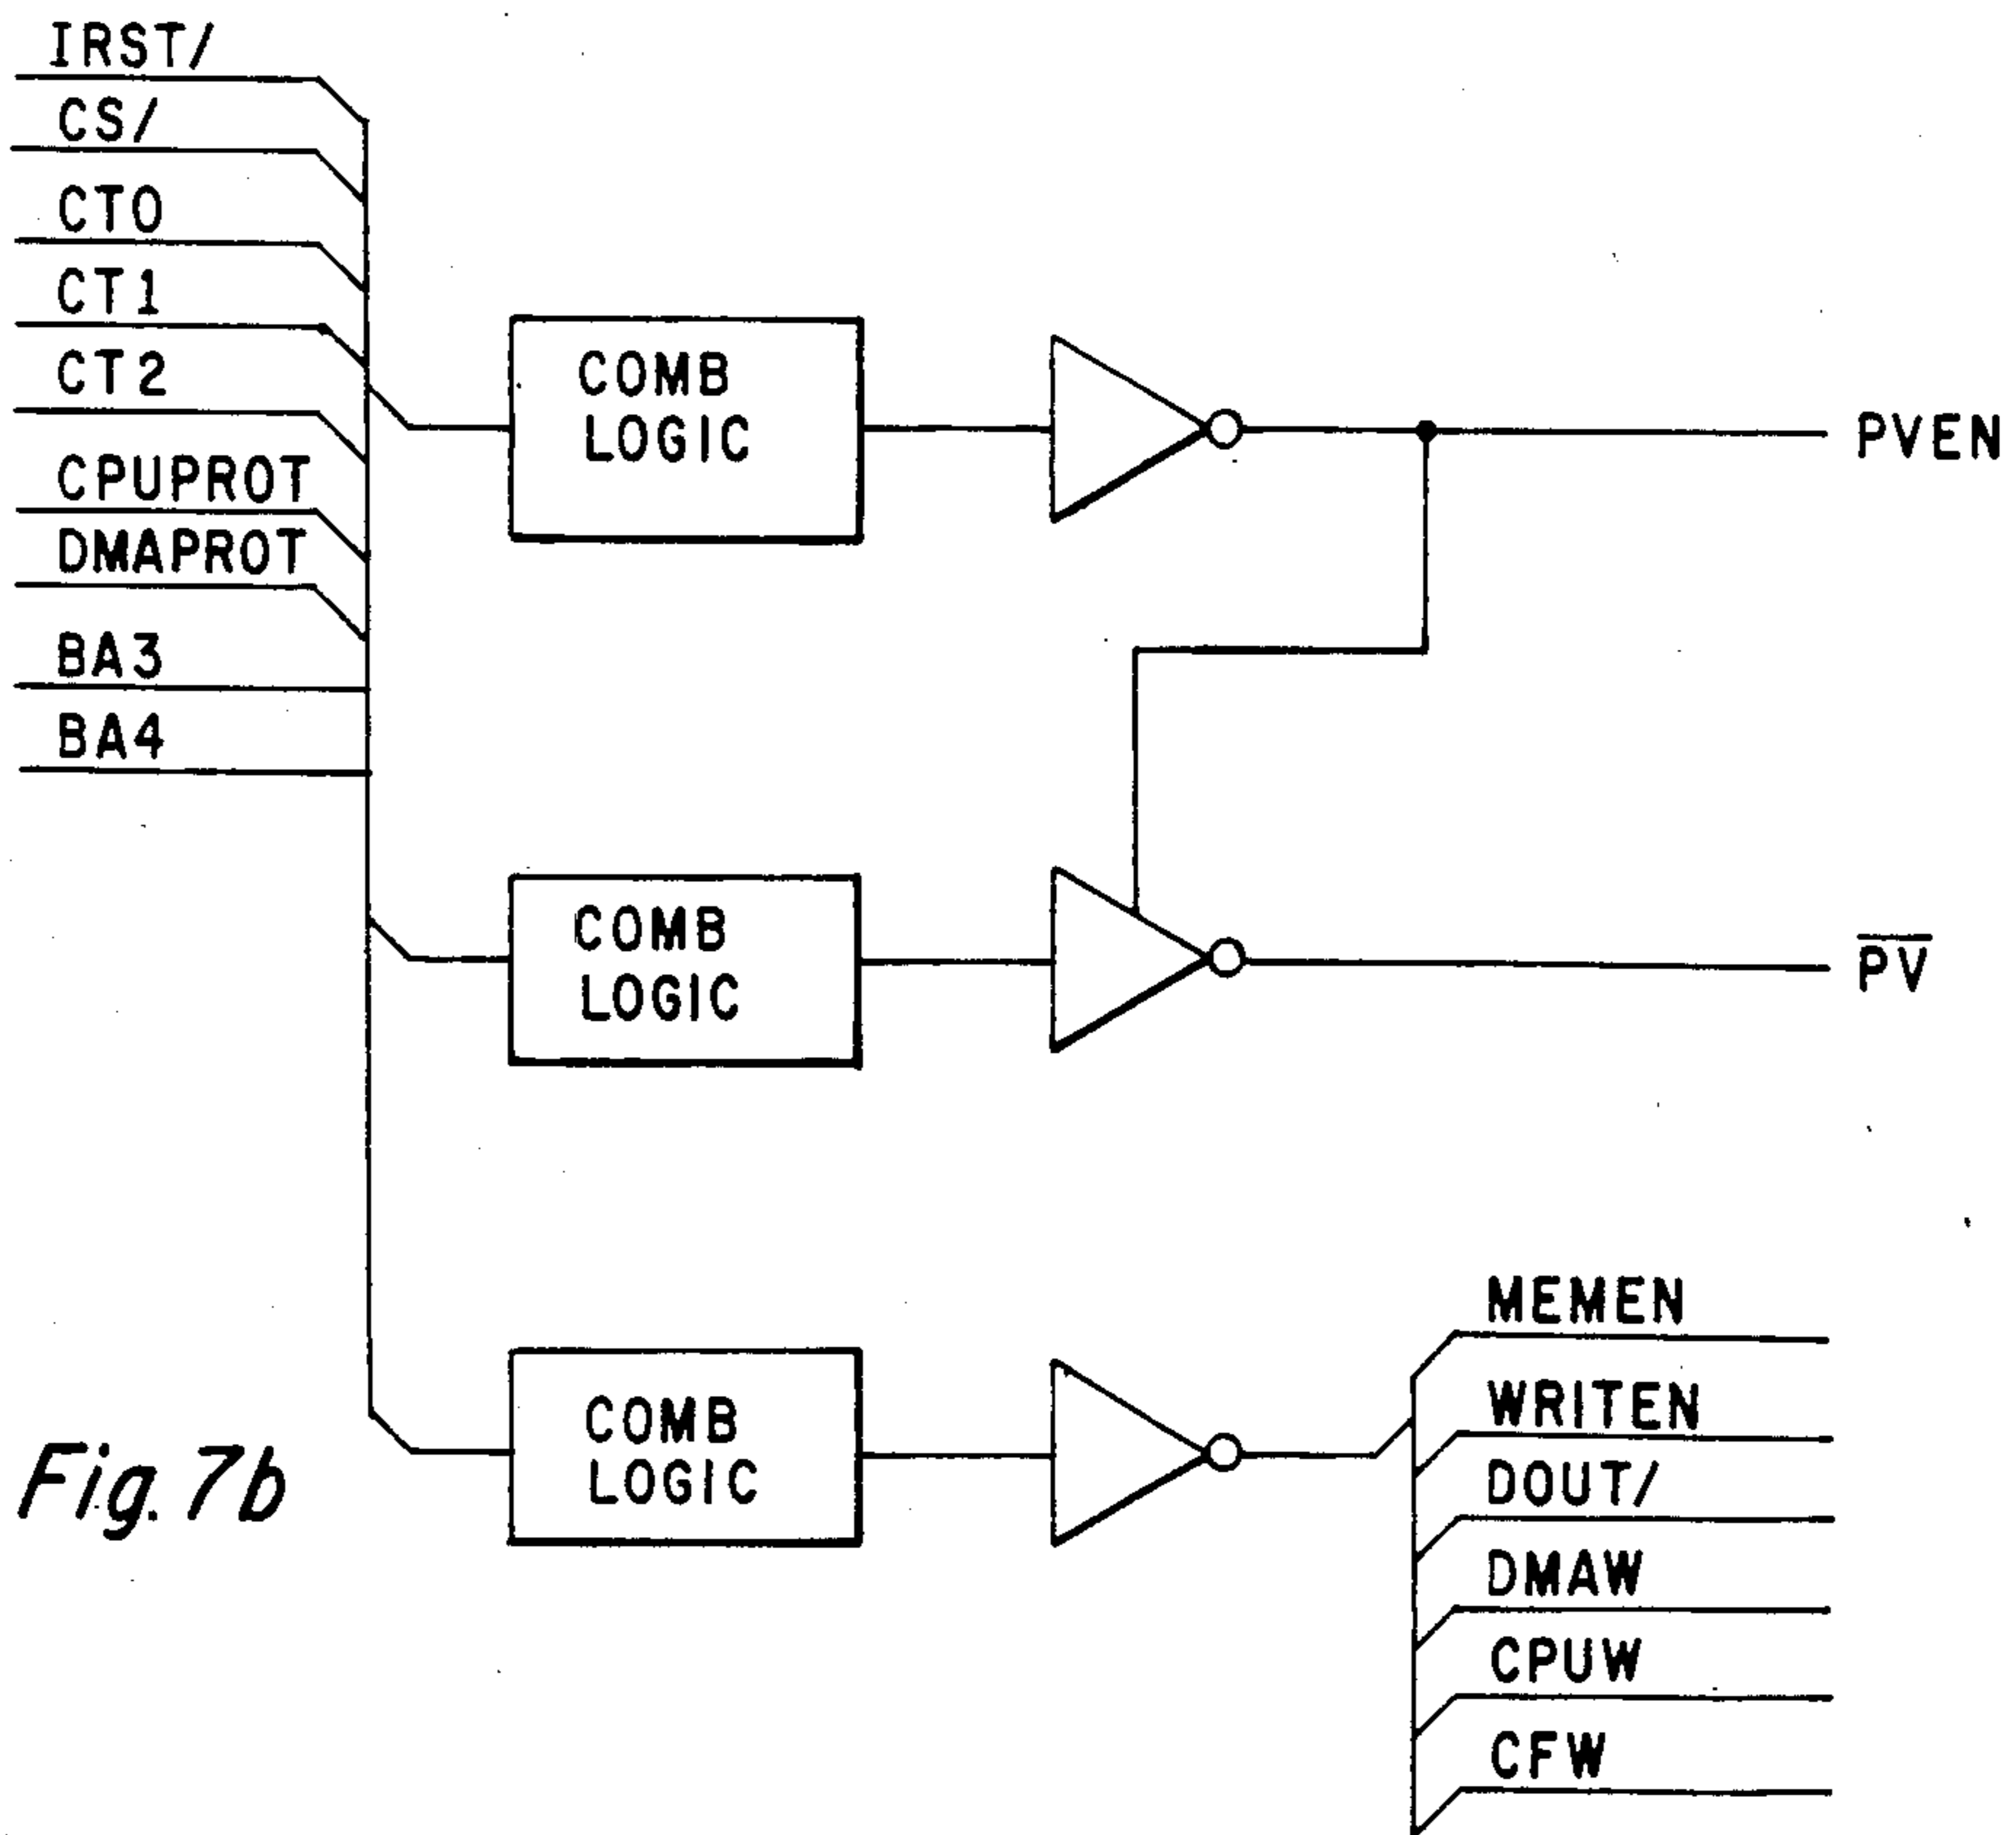 IRST/
CS/
CT0
CT1
CT2
CPUPROT
DMAPROT
BA3
BA4
COMB
LOGIC
PVEN
COMB
LOGIC
P̅V̅
COMB
LOGIC
MEMEN
WRITEN
DOUT/
DMAW
CPUW
CFW
Fig. 7b